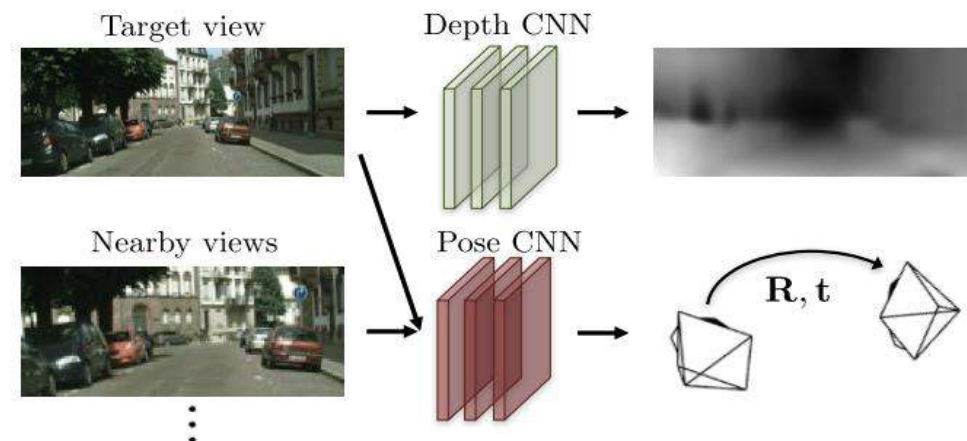 Target view
Depth CNN
Nearby views
Pose CNN
R, t